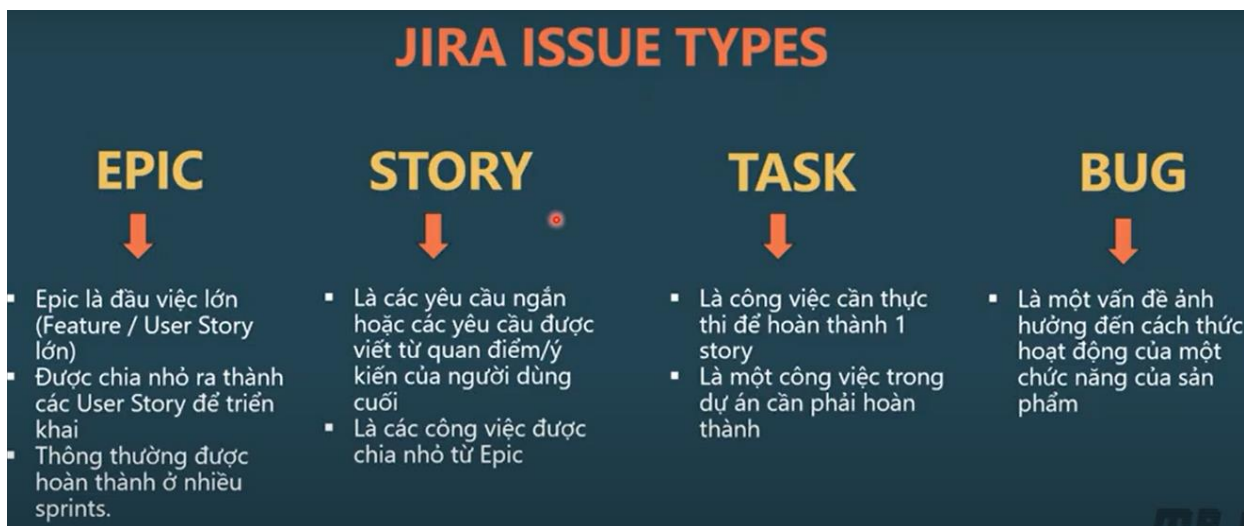 JIRA ISSUE TYPES
EPIC
▪ Epic là đầu việc lớn
(Feature / User Story
lớn)
▪ Được chia nhỏ ra thành
các User Story để triển
khai
▪ Thông thường được
hoàn thành ở nhiều
sprints.
STORY
▪ Là các yêu cầu ngắn
hoặc các yêu cầu được
viết từ quan điểm/ý
kiến của người dùng
cuối
▪ Là các công việc được
chia nhỏ từ Epic
TASK
▪ Là công việc cần thực
thi để hoàn thành 1
story
▪ Là một công việc trong
dự án cần phải hoàn
thành
BUG
▪ Là một vấn đề ảnh
hưởng đến cách thức
hoạt động của một
chức năng của sản
phẩm